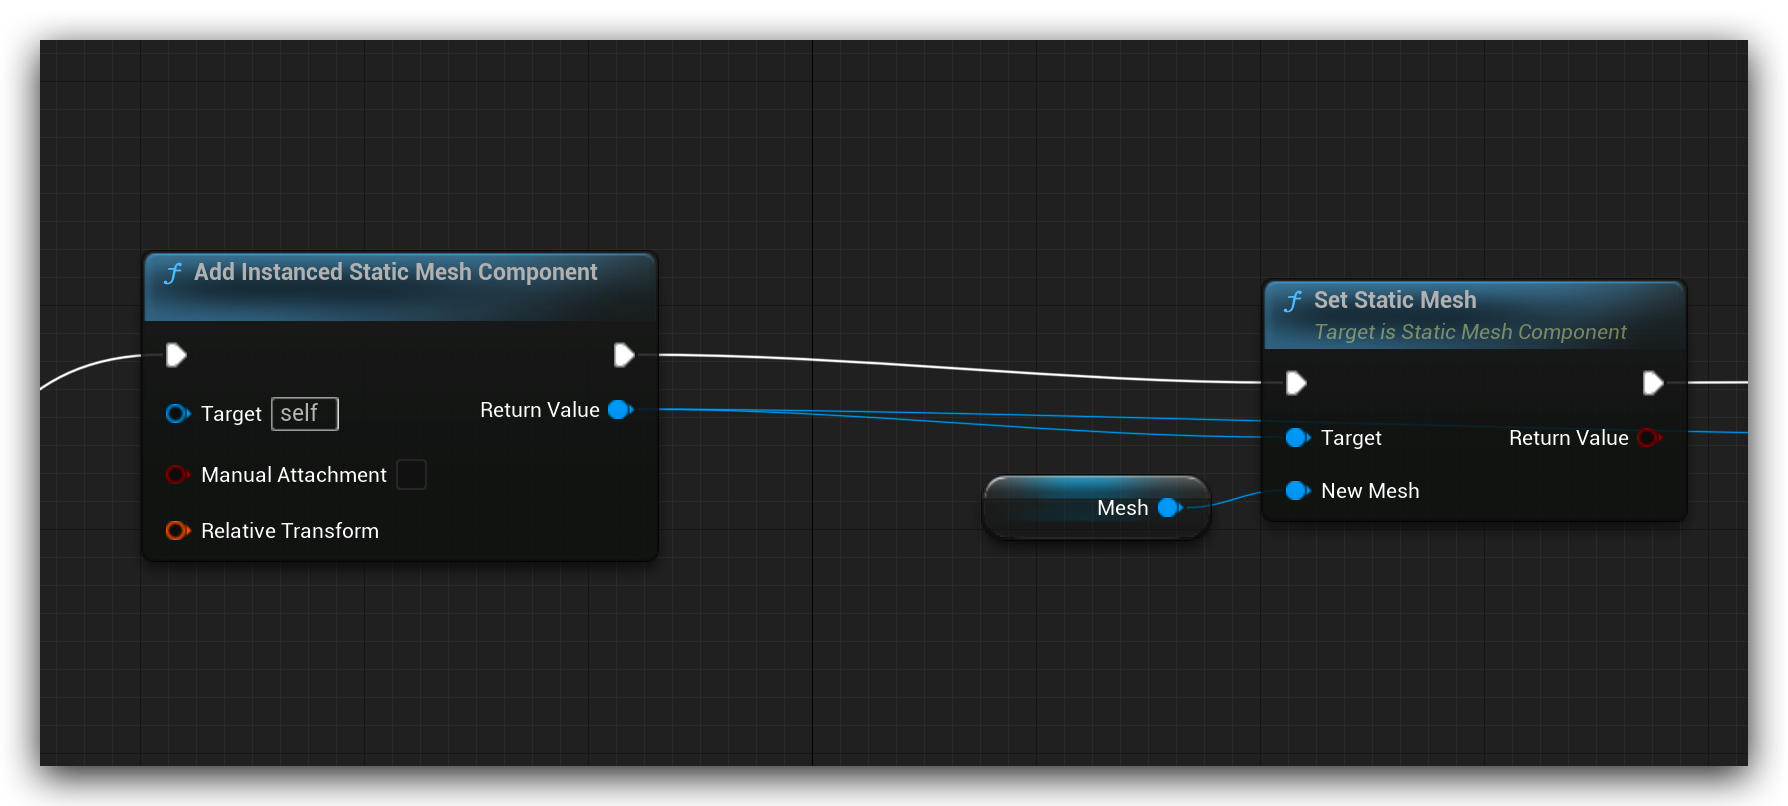 Add Instanced Static Mesh Component
Target self
Return Value
Manual Attachment
Relative Transform
Mesh
Set Static Mesh
Target is Static Mesh Component
Target
Return Value
New Mesh